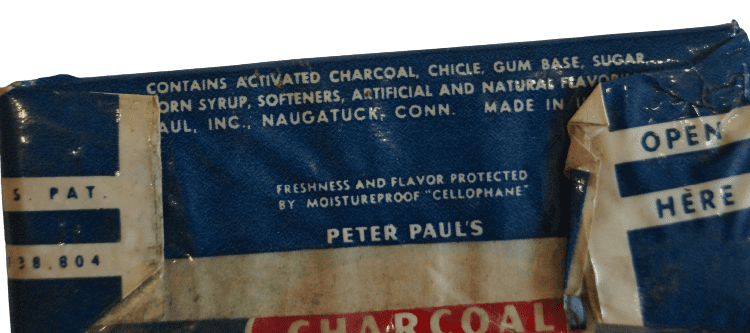 CONTAINS ACTIVATED CHARCOAL, CHICLE, GUM BASE, SUGAR,
ORN SYRUP, SOFTENERS, ARTIFICIAL AND NATURAL FLAVORI
AUL, INC., NAUGATUCK, CONN. MADE IN U
FRESHNESS AND FLAVOR PROTECTED
BY MOISTUREPROOF "CELLOPHANE"
PETER PAUL'S
CHARCOAL
S. PAT.
38.804
OPEN
HERE